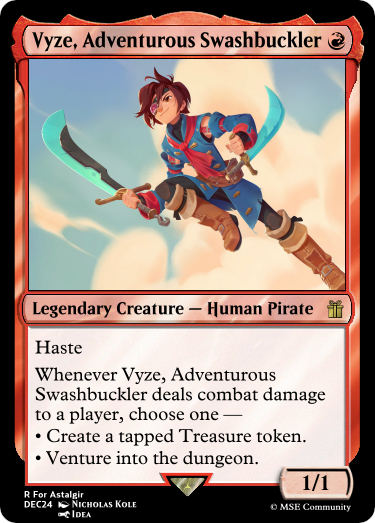 Vyze, Adventurous Swashbuckler
Legendary Creature — Human Pirate
Haste
Whenever Vyze, Adventurous
Swashbuckler deals combat damage
to a player, choose one —
• Create a tapped Treasure token.
• Venture into the dungeon.
1/1
R For Astalgir
DEC24 Nicholas Kole
Idea
© MSE Community